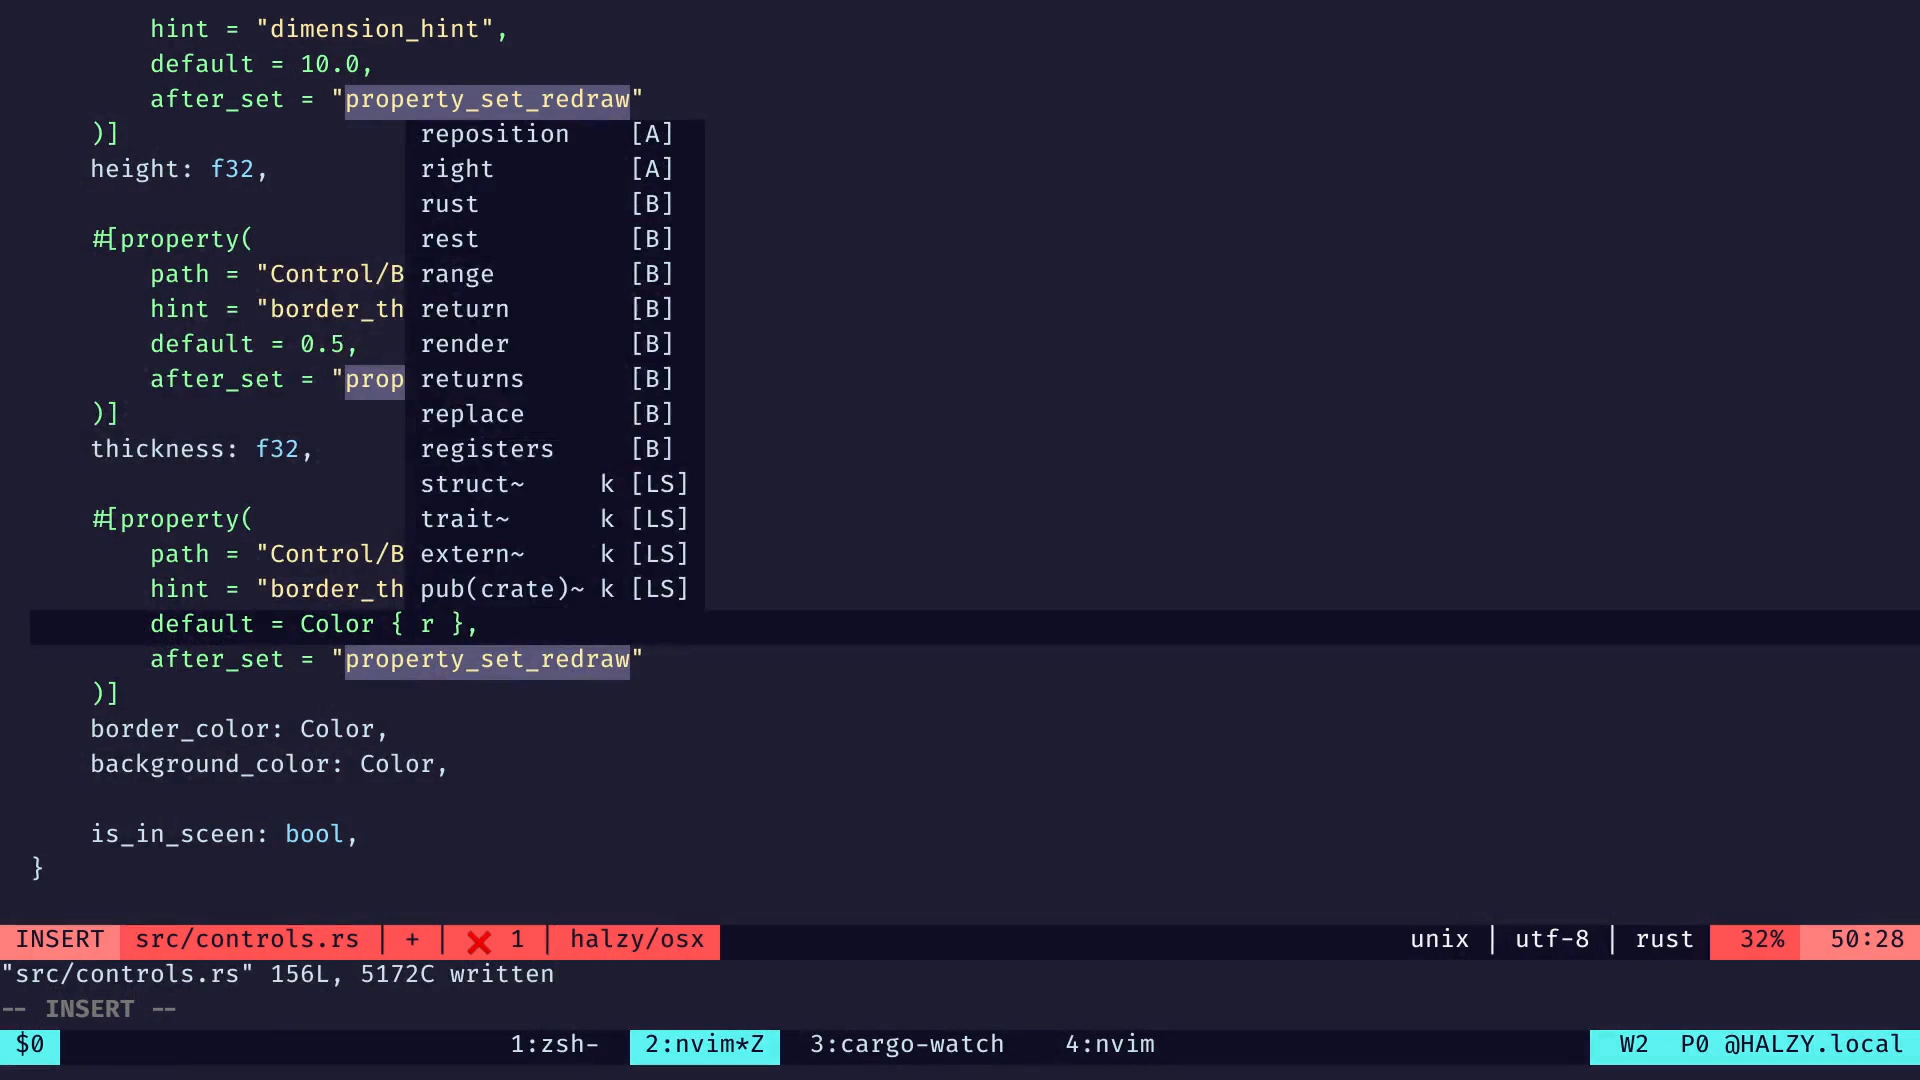 hint = "dimension_hint",
default = 10.0,
after_set = "property_set_redraw"
)]
reposition [A]
height: f32,
right [A]
rust [B]
#[property(
rest [B]
path = "Control/B
range [B]
hint = "border_th
return [B]
default = 0.5,
render [B]
after_set = "prop
returns [B]
)]
replace [B]
thickness: f32,
registers [B]
struct~ k [LS]
#[property(
trait~ k [LS]
path = "Control/B
extern~ k [LS]
hint = "border_th
pub(crate)~ k [LS]
default = Color { r },
after_set = "property_set_redraw"
)]
border_color: Color,
background_color: Color,
is_in_sceen: bool,
}
INSERT src/controls.rs | + | ❌ 1 | halzy/osx unix | utf-8 | rust 32% 50:28
"src/controls.rs" 156L, 5172C written
-- INSERT --
$0 1:zsh- 2:nvim*Z 3:cargo-watch 4:nvim W2 P0 @HALZY.local